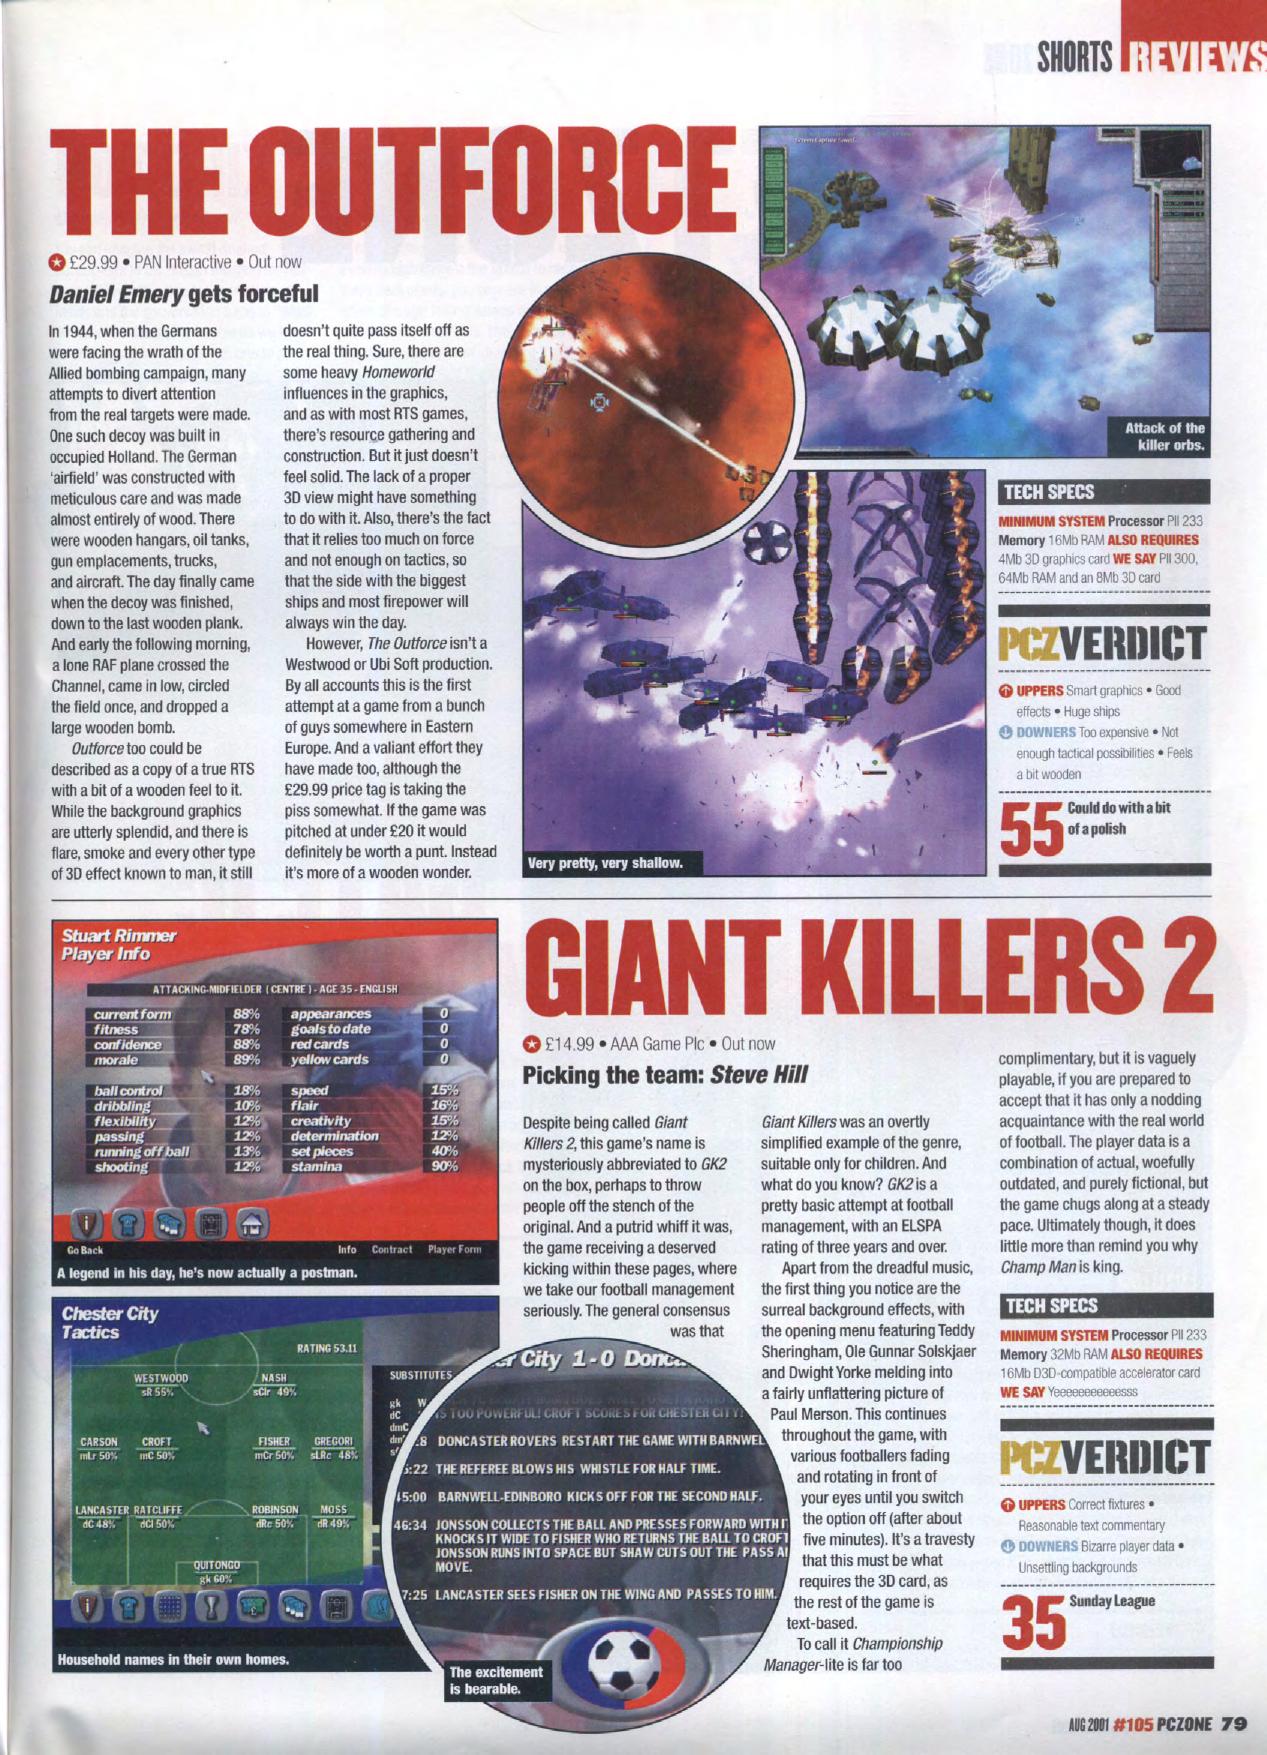 SHORTS REVIEWS
THE OUTFORCE
£29.99 • PAN Interactive • Out now
Daniel Emery gets forceful
In 1944, when the Germans
were facing the wrath of the
Allied bombing campaign, many
attempts to divert attention
from the real targets were made.
One such decoy was built in
occupied Holland. The German
'airfield' was constructed with
meticulous care and was made
almost entirely of wood. There
were wooden hangars, oil tanks,
gun emplacements, trucks,
and aircraft. The day finally came
when the decoy was finished,
down to the last wooden plank.
And early the following morning,
a lone RAF plane crossed the
Channel, came in low, circled
the field once, and dropped a
large wooden bomb.
Outforce too could be
described as a copy of a true RTS
with a bit of a wooden feel to it.
While the background graphics
are utterly splendid, and there is
flare, smoke and every other type
of 3D effect known to man, it still
doesn't quite pass itself off as
the real thing. Sure, there are
some heavy Homeworld
influences in the graphics,
and as with most RTS games,
there's resource gathering and
construction. But it just doesn't
feel solid. The lack of a proper
3D view might have something
to do with it. Also, there's the fact
that it relies too much on force
and not enough on tactics, so
that the side with the biggest
ships and most firepower will
always win the day.
However, The Outforce isn't a
Westwood or Ubi Soft production.
By all accounts this is the first
attempt at a game from a bunch
of guys somewhere in Eastern
Europe. And a valiant effort they
have made too, although the
£29.99 price tag is taking the
piss somewhat. If the game was
pitched at under £20 it would
definitely be worth a punt. Instead
it's more of a wooden wonder.
Attack of the
killer orbs.
Very pretty, very shallow.
TECH SPECS
MINIMUM SYSTEM Processor PII 233
Memory 16Mb RAM ALSO REQUIRES
4Mb 3D graphics card WE SAY PII 300,
64Mb RAM and an 8Mb 3D card
PCZVERDICT
UPPERS Smart graphics • Good
effects • Huge ships
DOWNERS Too expensive • Not
enough tactical possibilities • Feels
a bit wooden
55 Could do with a bit
of a polish
Stuart Rimmer
Player Info
ATTACKING-MIDFIELDER ( CENTRE ) - AGE 35 - ENGLISH
current form 88% appearances 0
fitness 78% goals to date 0
confidence 88% red cards 0
morale 89% yellow cards 0
ball control 18% speed 15%
dribbling 10% flair 16%
flexibility 12% creativity 15%
passing 12% determination 12%
running off ball 13% set pieces 40%
shooting 12% stamina 90%
Go Back Info Contract Player Form
A legend in his day, he's now actually a postman.
Chester City
Tactics
RATING 53.11
WESTWOOD NASH
sR 55% sClr 49%
CARSON CROFT FISHER GREGORI
mLr 50% mC 50% mCr 50% sLRc 48%
LANCASTER RATCLIFFE ROBINSON MOSS
dC 48% dCl 50% dRc 50% dR 49%
QUITONGO
gk 60%
SUBSTITUTES
gk W
dC
dmC
Household names in their own homes.
City 1-0 Donca
IS TOO POWERFUL! CROFT SCORES FOR CHESTER CITY!
:8 DONCASTER ROVERS RESTART THE GAME WITH BARNWEL
:22 THE REFEREE BLOWS HIS WHISTLE FOR HALF TIME.
45:00 BARNWELL-EDINBORO KICKS OFF FOR THE SECOND HALF.
46:34 JONSSON COLLECTS THE BALL AND PRESSES FORWARD WITH IT
KNOCKS IT WIDE TO FISHER WHO RETURNS THE BALL TO CROFT
JONSSON RUNS INTO SPACE BUT SHAW CUTS OUT THE PASS A
MOVE.
7:25 LANCASTER SEES FISHER ON THE WING AND PASSES TO HIM.
The excitement
is bearable.
GIANT KILLERS 2
£14.99 • AAA Game Plc • Out now
Picking the team: Steve Hill
Despite being called Giant
Killers 2, this game's name is
mysteriously abbreviated to GK2
on the box, perhaps to throw
people off the stench of the
original. And a putrid whiff it was,
the game receiving a deserved
kicking within these pages, where
we take our football management
seriously. The general consensus
was that
Giant Killers was an overtly
simplified example of the genre,
suitable only for children. And
what do you know? GK2 is a
pretty basic attempt at football
management, with an ELSPA
rating of three years and over.
Apart from the dreadful music,
the first thing you notice are the
surreal background effects, with
the opening menu featuring Teddy
Sheringham, Ole Gunnar Solskjaer
and Dwight Yorke melding into
a fairly unflattering picture of
Paul Merson. This continues
throughout the game, with
various footballers fading
and rotating in front of
your eyes until you switch
the option off (after about
five minutes). It's a travesty
that this must be what
requires the 3D card, as
the rest of the game is
text-based.
To call it Championship
Manager-lite is far too
complimentary, but it is vaguely
playable, if you are prepared to
accept that it has only a nodding
acquaintance with the real world
of football. The player data is a
combination of actual, woefully
outdated, and purely fictional, but
the game chugs along at a steady
pace. Ultimately though, it does
little more than remind you why
Champ Man is king.
TECH SPECS
MINIMUM SYSTEM Processor PII 233
Memory 32Mb RAM ALSO REQUIRES
16Mb D3D-compatible accelerator card
WE SAY Yeeeeeeeeeeeesss
PCZVERDICT
UPPERS Correct fixtures •
Reasonable text commentary
DOWNERS Bizarre player data •
Unsettling backgrounds
35 Sunday League
AUG 2001 #105 PCZONE 79